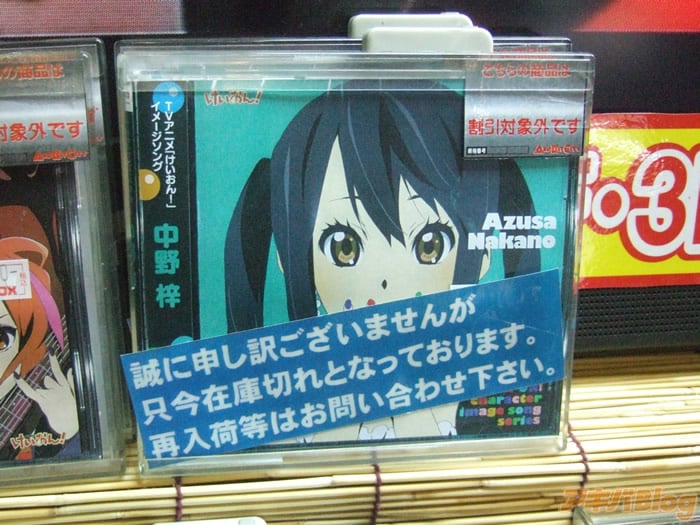 の商品は
対象外です
けいおん!
けいおん!
TVアニメ「けいおん!」
イメージソング
中野 梓
Azusa
Nakano
こちらの商品は
割引対象外です
誠に申し訳ございませんが
只今在庫切れとなっております。
再入荷等はお問い合わせ下さい。
character
image song
series
アキバBlog